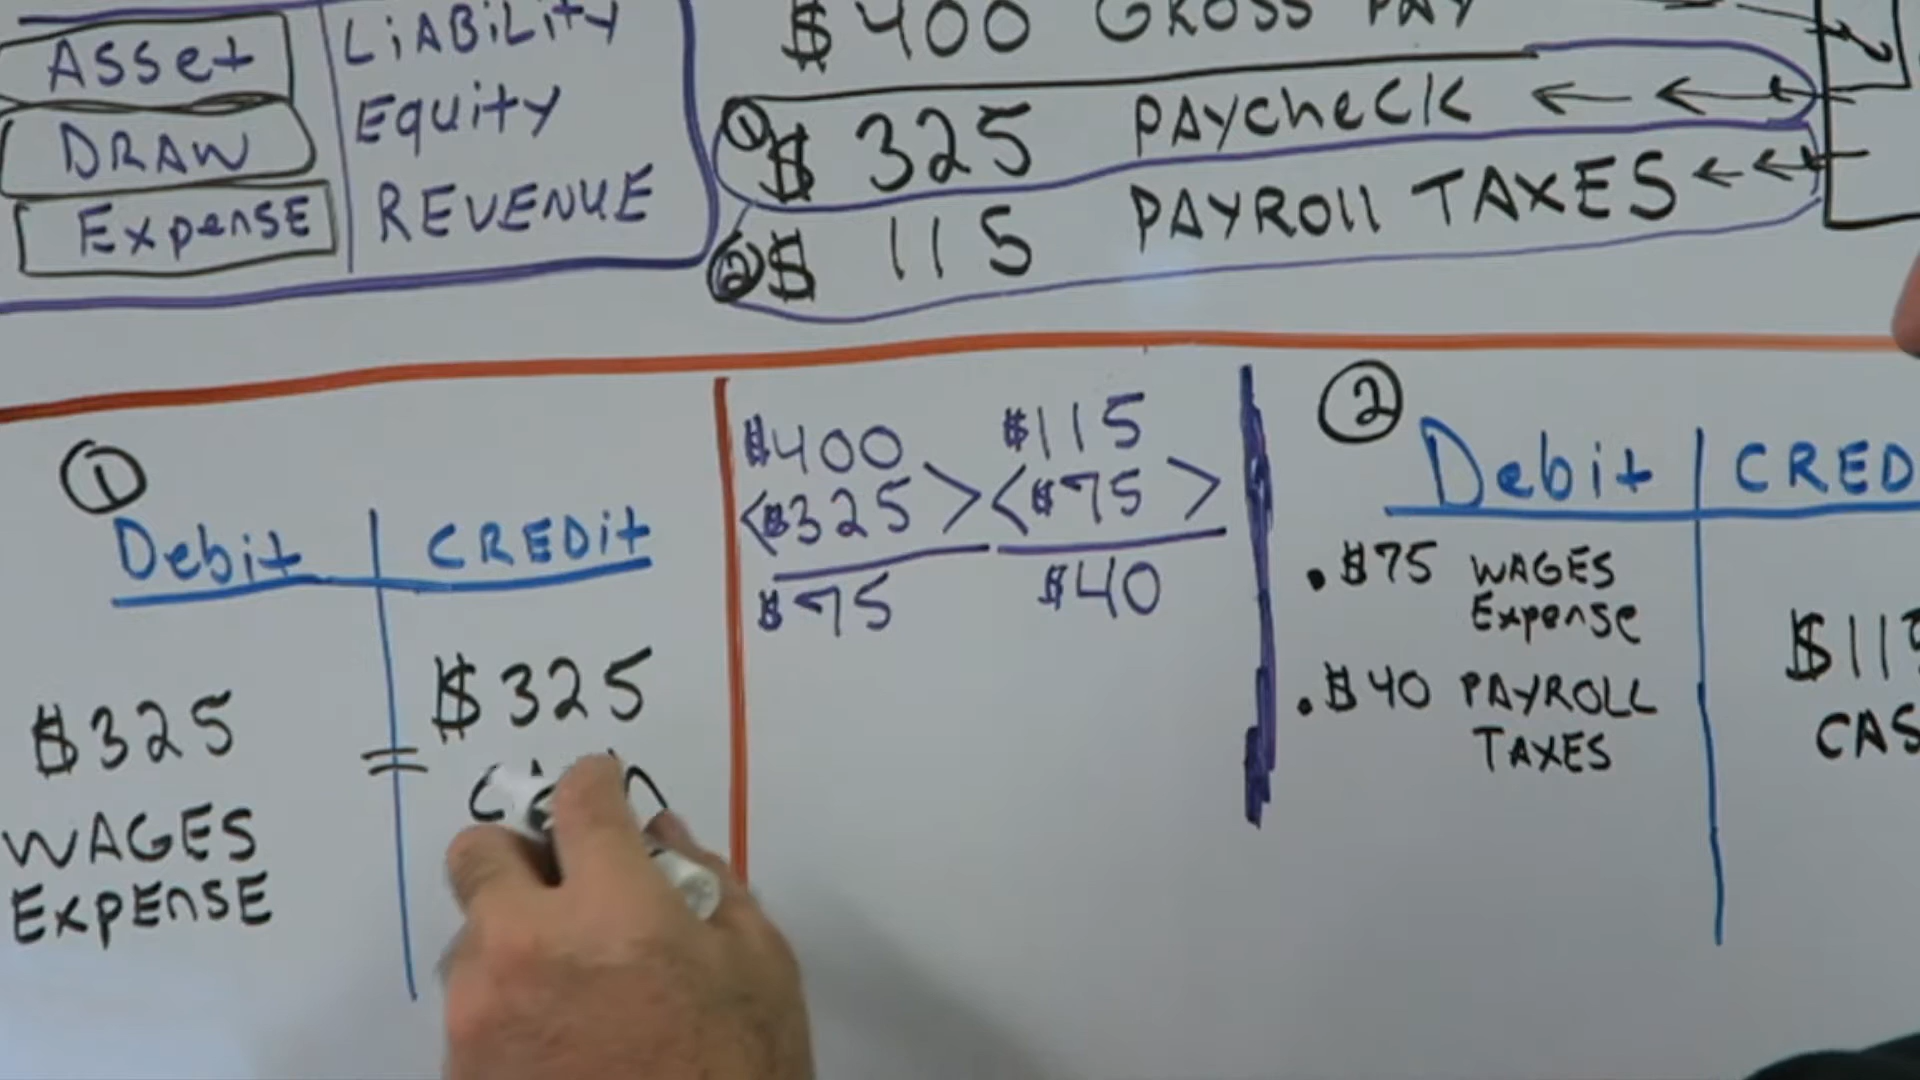 Asset
LiABiLity
DRAW
Equity
Expense
REVENUE
$400 GROSS PAY
① $ 325 PAYcheCK
② $ 115 PAYROll TAXES
①
Debit CREDit
$325
WAGES
EXPENSE
=
$325
$400
<$325>
$75
$115
<$75>
$40
②
Debit CRED
. $75 WAGES
Expense
. $40 PAYROLL
TAXES
$11
CAS